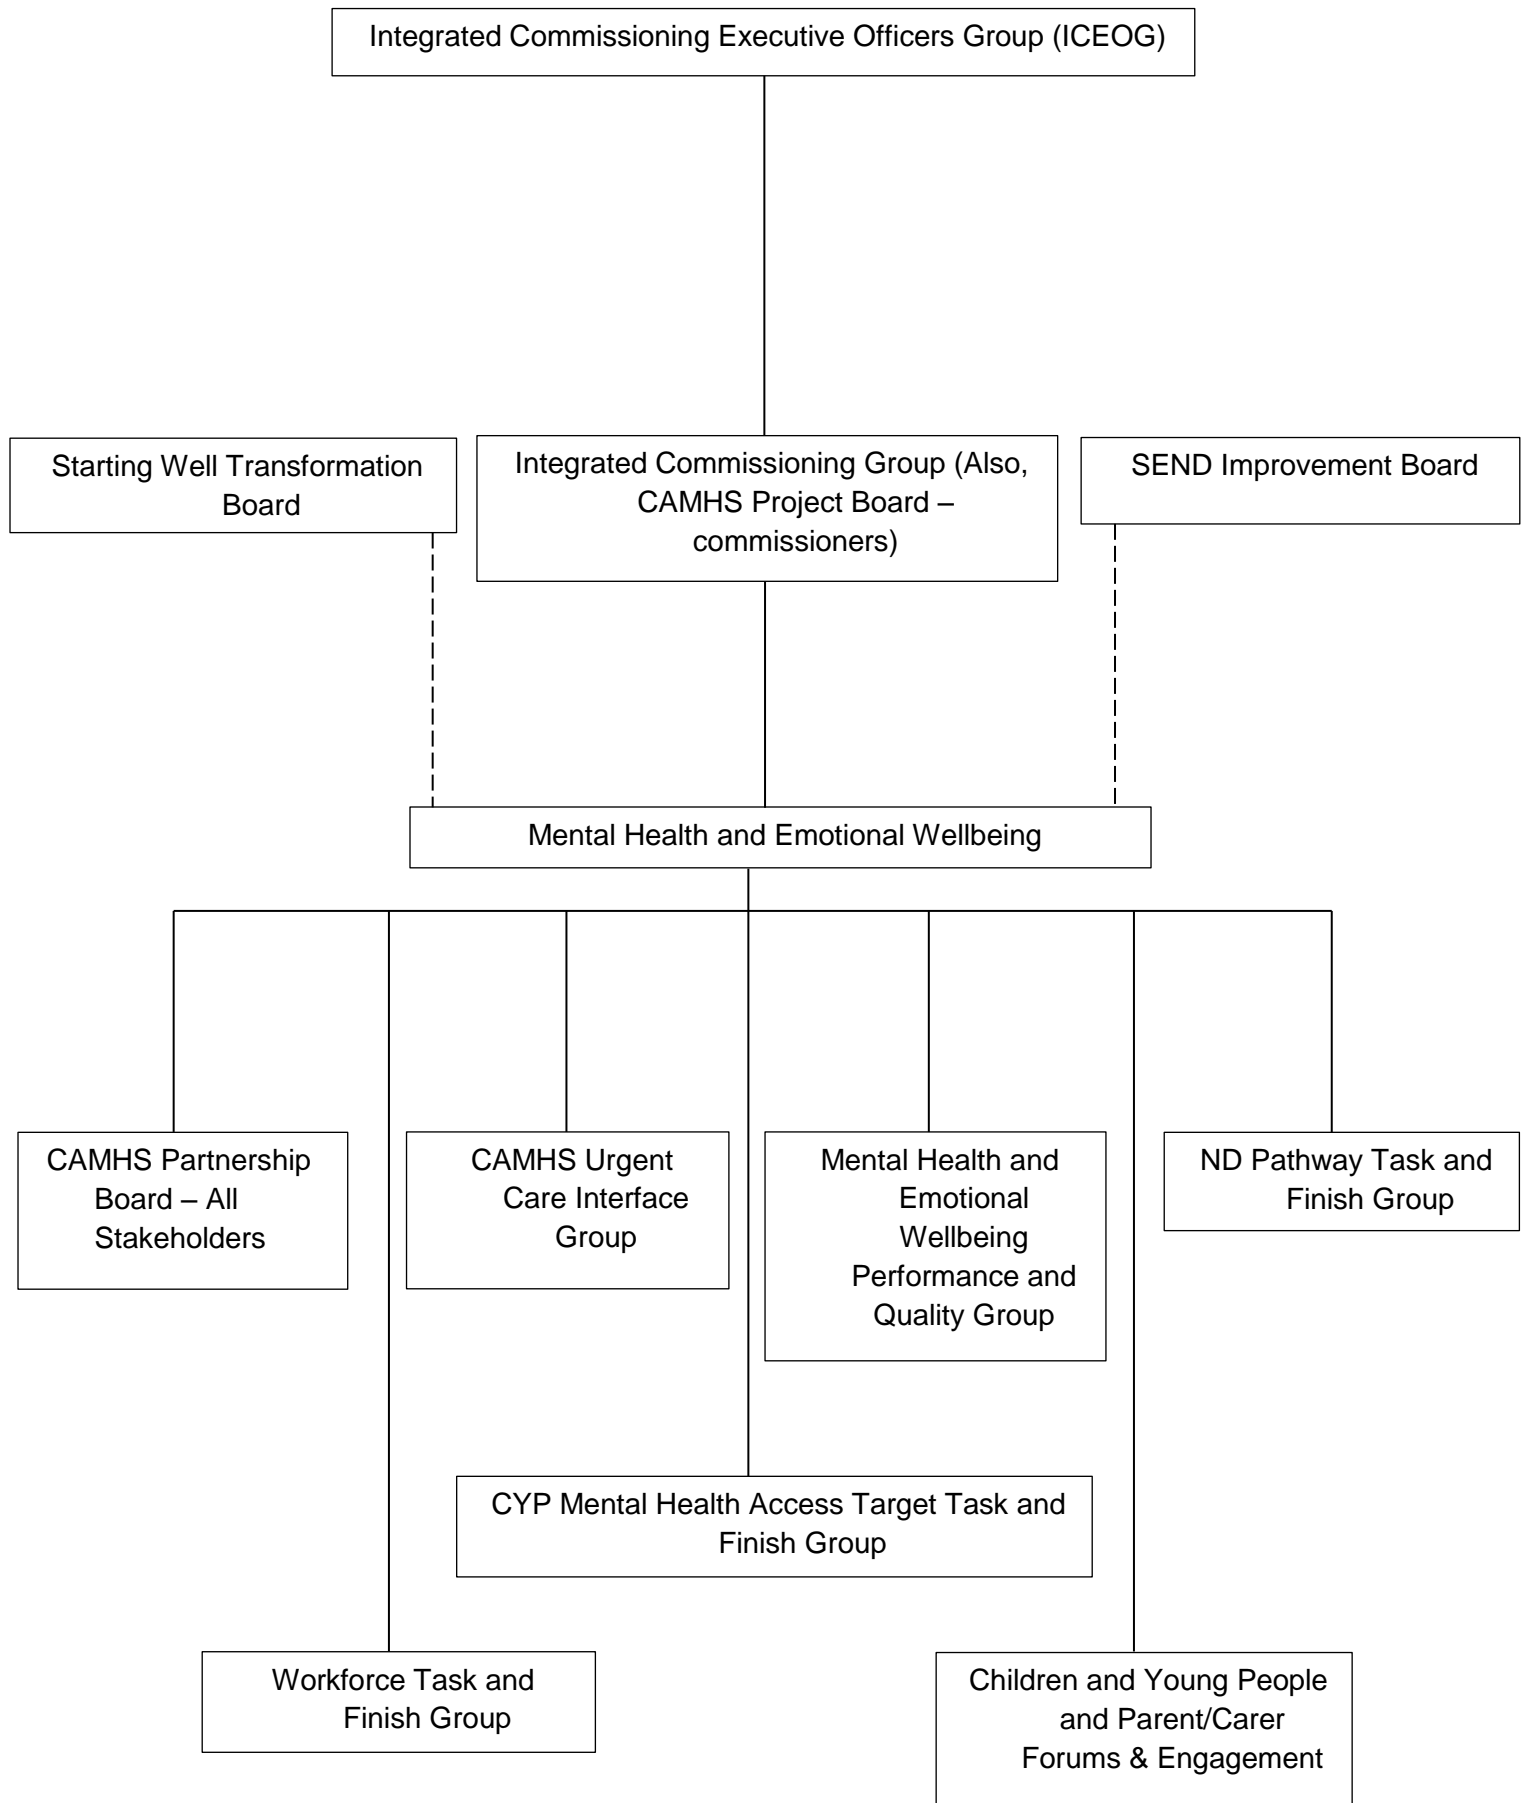 Integrated Commissioning Executive Officers Group (ICEOG)
Starting Well Transformation
Board
Integrated Commissioning Group (Also,
CAMHS Project Board –
commissioners)
SEND Improvement Board
Mental Health and Emotional Wellbeing
CAMHS Partnership
Board – All
Stakeholders
CAMHS Urgent
Care Interface
Group
Mental Health and
Emotional
Wellbeing
Performance and
Quality Group
ND Pathway Task and
Finish Group
CYP Mental Health Access Target Task and
Finish Group
Workforce Task and
Finish Group
Children and Young People
and Parent/Carer
Forums & Engagement